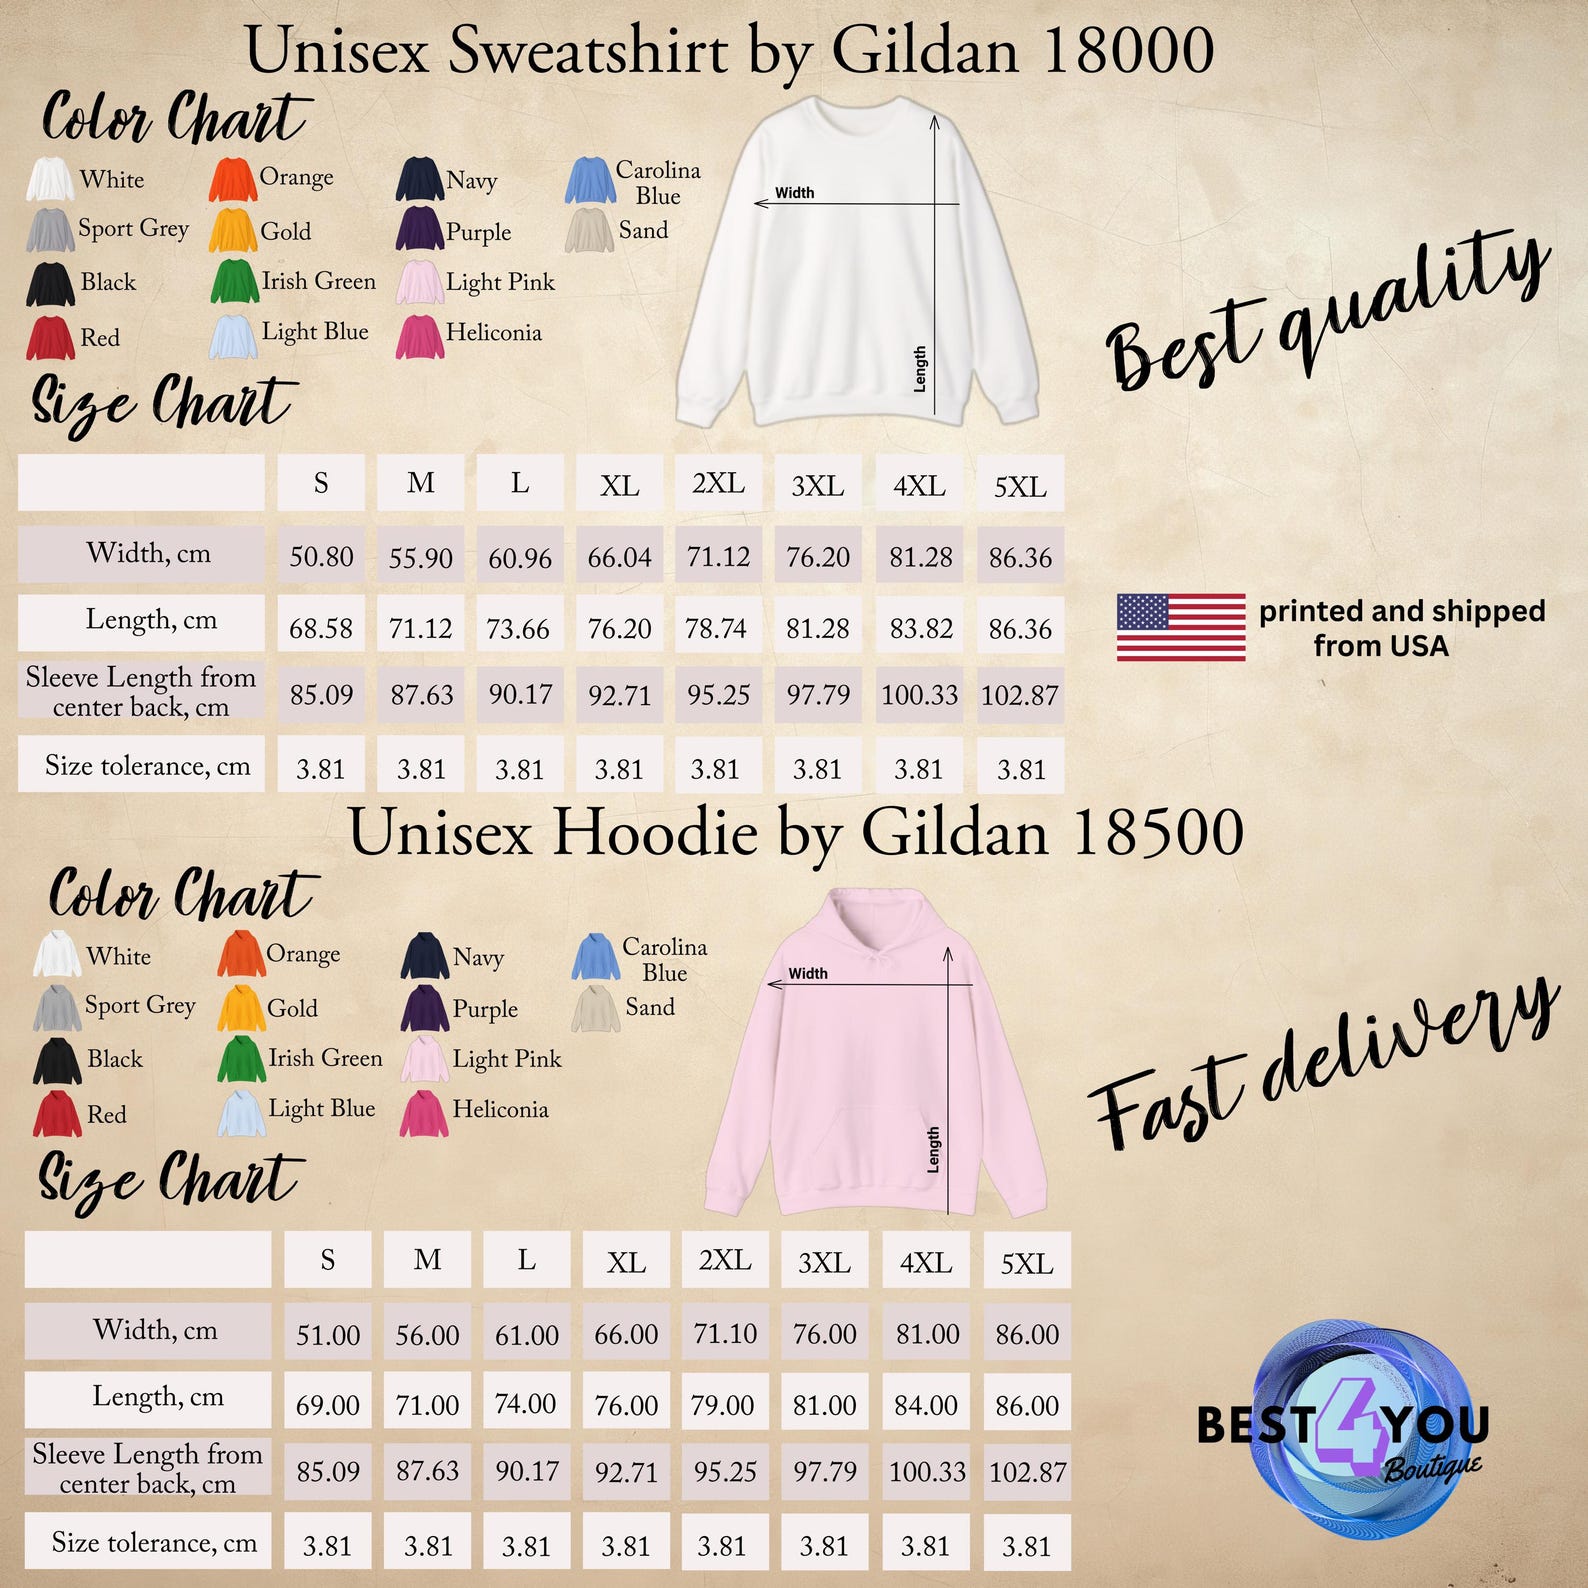 Unisex Sweatshirt by Gildan 18000
Color Chart
White
Orange
Navy
Carolina
Blue
Sport Grey
Gold
Purple
Sand
Black
Irish Green
Light Pink
Red
Light Blue
Heliconia
Width
Length
Best quality
Size Chart
S M L XL 2XL 3XL 4XL 5XL
Width, cm 50.80 55.90 60.96 66.04 71.12 76.20 81.28 86.36
Length, cm 68.58 71.12 73.66 76.20 78.74 81.28 83.82 86.36
Sleeve Length from
center back, cm 85.09 87.63 90.17 92.71 95.25 97.79 100.33 102.87
Size tolerance, cm 3.81 3.81 3.81 3.81 3.81 3.81 3.81 3.81
printed and shipped
from USA
Unisex Hoodie by Gildan 18500
Color Chart
White
Orange
Navy
Carolina
Blue
Sport Grey
Gold
Purple
Sand
Black
Irish Green
Light Pink
Red
Light Blue
Heliconia
Width
Length
Fast delivery
Size Chart
S M L XL 2XL 3XL 4XL 5XL
Width, cm 51.00 56.00 61.00 66.00 71.10 76.00 81.00 86.00
Length, cm 69.00 71.00 74.00 76.00 79.00 81.00 84.00 86.00
Sleeve Length from
center back, cm 85.09 87.63 90.17 92.71 95.25 97.79 100.33 102.87
Size tolerance, cm 3.81 3.81 3.81 3.81 3.81 3.81 3.81 3.81
BEST 4 YOU
Boutique